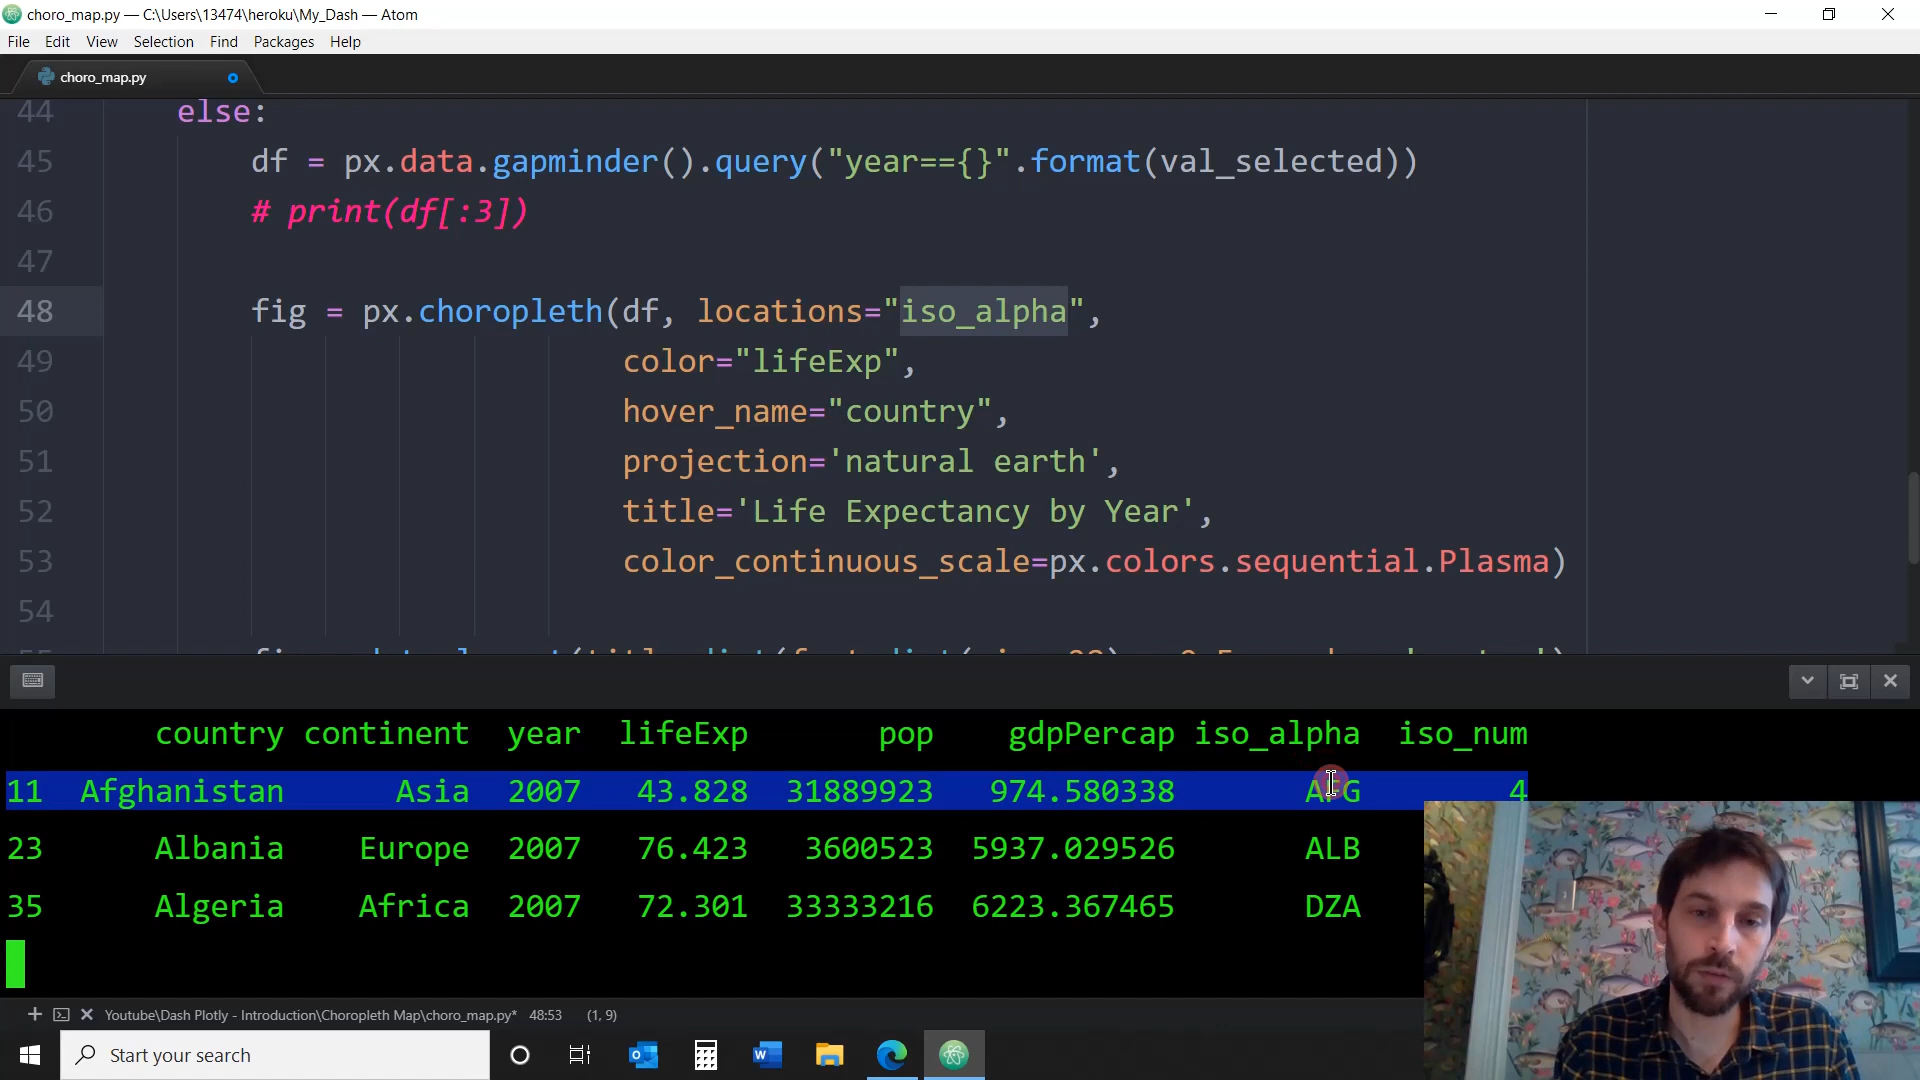 choro_map.py — C:\Users\13474\heroku\My_Dash — Atom
File Edit View Selection Find Packages Help
choro_map.py
44 else:
45 df = px.data.gapminder().query("year=={}".format(val_selected))
46 # print(df[:3])
47
48 fig = px.choropleth(df, locations="iso_alpha",
49 color="lifeExp",
50 hover_name="country",
51 projection='natural earth',
52 title='Life Expectancy by Year',
53 color_continuous_scale=px.colors.sequential.Plasma)
54
country continent year lifeExp pop gdpPercap iso_alpha iso_num
11 Afghanistan Asia 2007 43.828 31889923 974.580338 AFG 4
23 Albania Europe 2007 76.423 3600523 5937.029526 ALB
35 Algeria Africa 2007 72.301 33333216 6223.367465 DZA
Youtube\Dash Plotly - Introduction\Choropleth Map\choro_map.py* 48:53 (1, 9)
Start your search